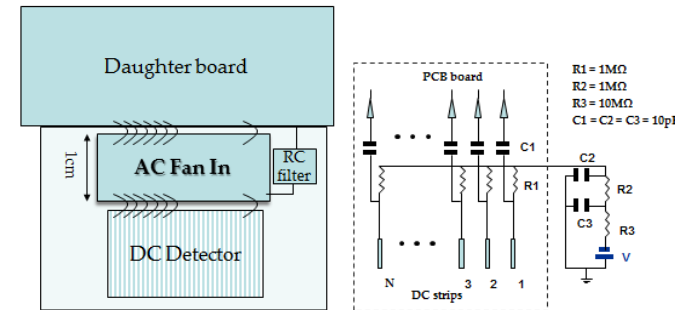 Daughter board
1cm
AC Fan In
RC
filter
DC Detector
PCB board
C1
R1
N
3
2
1
DC strips
R1 = 1MΩ
R2 = 1MΩ
R3 = 10MΩ
C1 = C2 = C3 = 10p
C2
R2
C3
R3
V